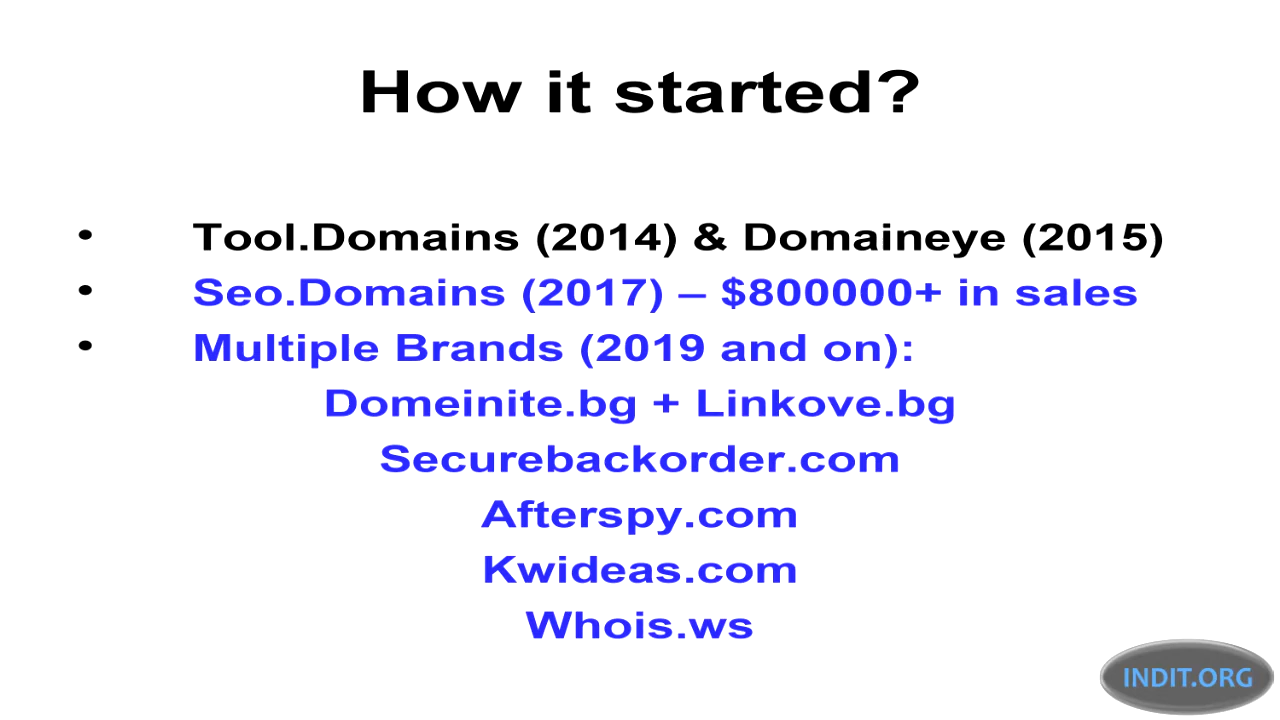 How it started?
• Tool.Domains (2014) & Domaineye (2015)
• Seo.Domains (2017) – $800000+ in sales
• Multiple Brands (2019 and on):
Domeinite.bg + Linkove.bg
Securebackorder.com
Afterspy.com
Kwideas.com
Whois.ws
INDIT.ORG